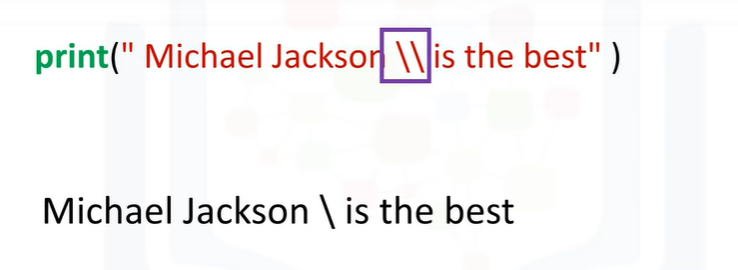 print(" Michael Jackson \\ is the best" )
Michael Jackson \ is the best